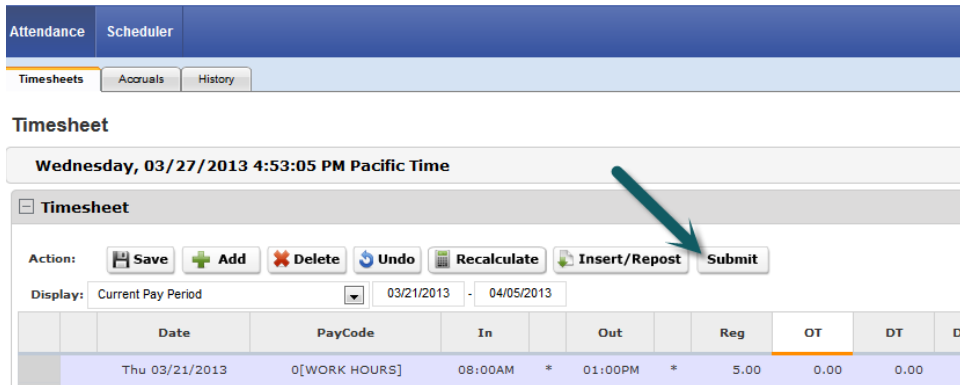 Attendance Scheduler
Timesheets Accruals History
Timesheet
Wednesday, 03/27/2013 4:53:05 PM Pacific Time
Timesheet
Action: Save Add Delete Undo Recalculate Insert/Repost Submit
Display: Current Pay Period 03/21/2013 - 04/05/2013
Date PayCode In Out Reg OT DT D
Thu 03/21/2013 0[WORK HOURS] 08:00AM * 01:00PM * 5.00 0.00 0.00